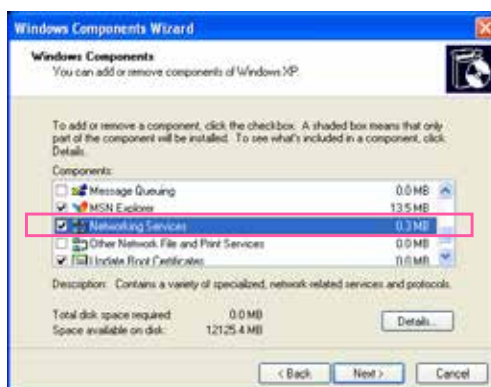 Windows Components Wizard
Windows Components
You can add or remove components of Windows XP.
To add or remove a component, click the checkbox. A shaded box means that only
part of the component will be installed. To see what's included in a component, click
Details.
Components:
Message Queuing 0.0 MB
MSN Explorer 13.5 MB
Networking Services 0.3 MB
Other Network File and Print Services 0.0 MB
Update Root Certificates 0.0 MB
Description: Contains a variety of specialized, network-related services and protocols.
Total disk space required 0.0 MB
Space available on disk: 12125.4 MB
Details...
< Back Next > Cancel